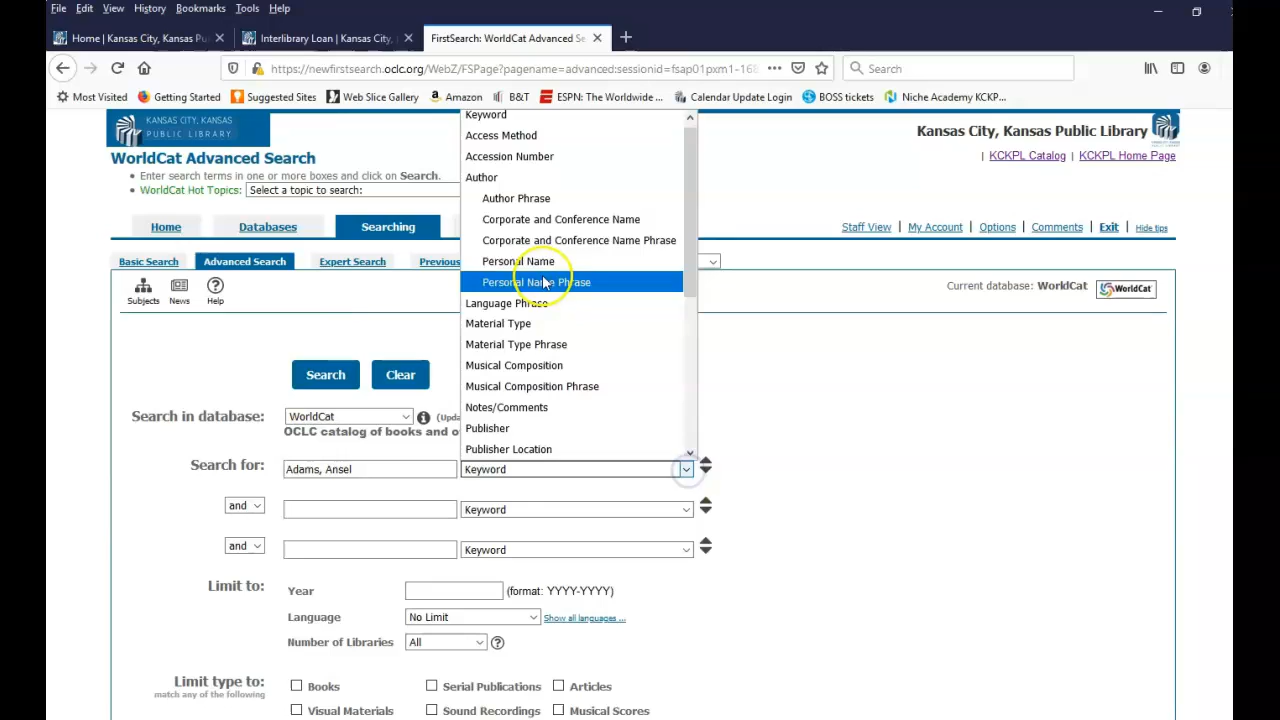 File Edit View History Bookmarks Tools Help
Home | Kansas City, Kansas Pu
Interlibrary Loan | Kansas City,
FirstSearch: WorldCat Advanced Se
https://newfirstsearch.oclc.org/WebZ/FSPage?pagename=advanced:sessionid=fsap01pxm1-168
Search
Most Visited Getting Started Suggested Sites Web Slice Gallery Amazon B&T ESPN: The Worldwide ... Calendar Update Login BOSS tickets Niche Academy KCKP...
KANSAS CITY, KANSAS
PUBLIC LIBRARY
Kansas City, Kansas Public Library
WorldCat Advanced Search
| KCKPL Catalog | KCKPL Home Page
Enter search terms in one or more boxes and click on Search.
WorldCat Hot Topics: Select a topic to search:
Home Databases Searching
Staff View | My Account | Options | Comments | Exit | Hide tips
Basic Search Advanced Search Expert Search Previous
Subjects News Help
Current database: WorldCat WorldCat
Keyword
Access Method
Accession Number
Author
Author Phrase
Corporate and Conference Name
Corporate and Conference Name Phrase
Personal Name
Personal Name Phrase
Language Phrase
Material Type
Material Type Phrase
Musical Composition
Musical Composition Phrase
Notes/Comments
Publisher
Publisher Location
Search Clear
Search in database: WorldCat
OCLC catalog of books and
Search for: Adams, Ansel Keyword
and Keyword
and Keyword
Limit to: Year (format: YYYY-YYYY)
Language No Limit Show all languages ...
Number of Libraries All
Limit type to: Books Serial Publications Articles
match any of the following
Visual Materials Sound Recordings Musical Scores